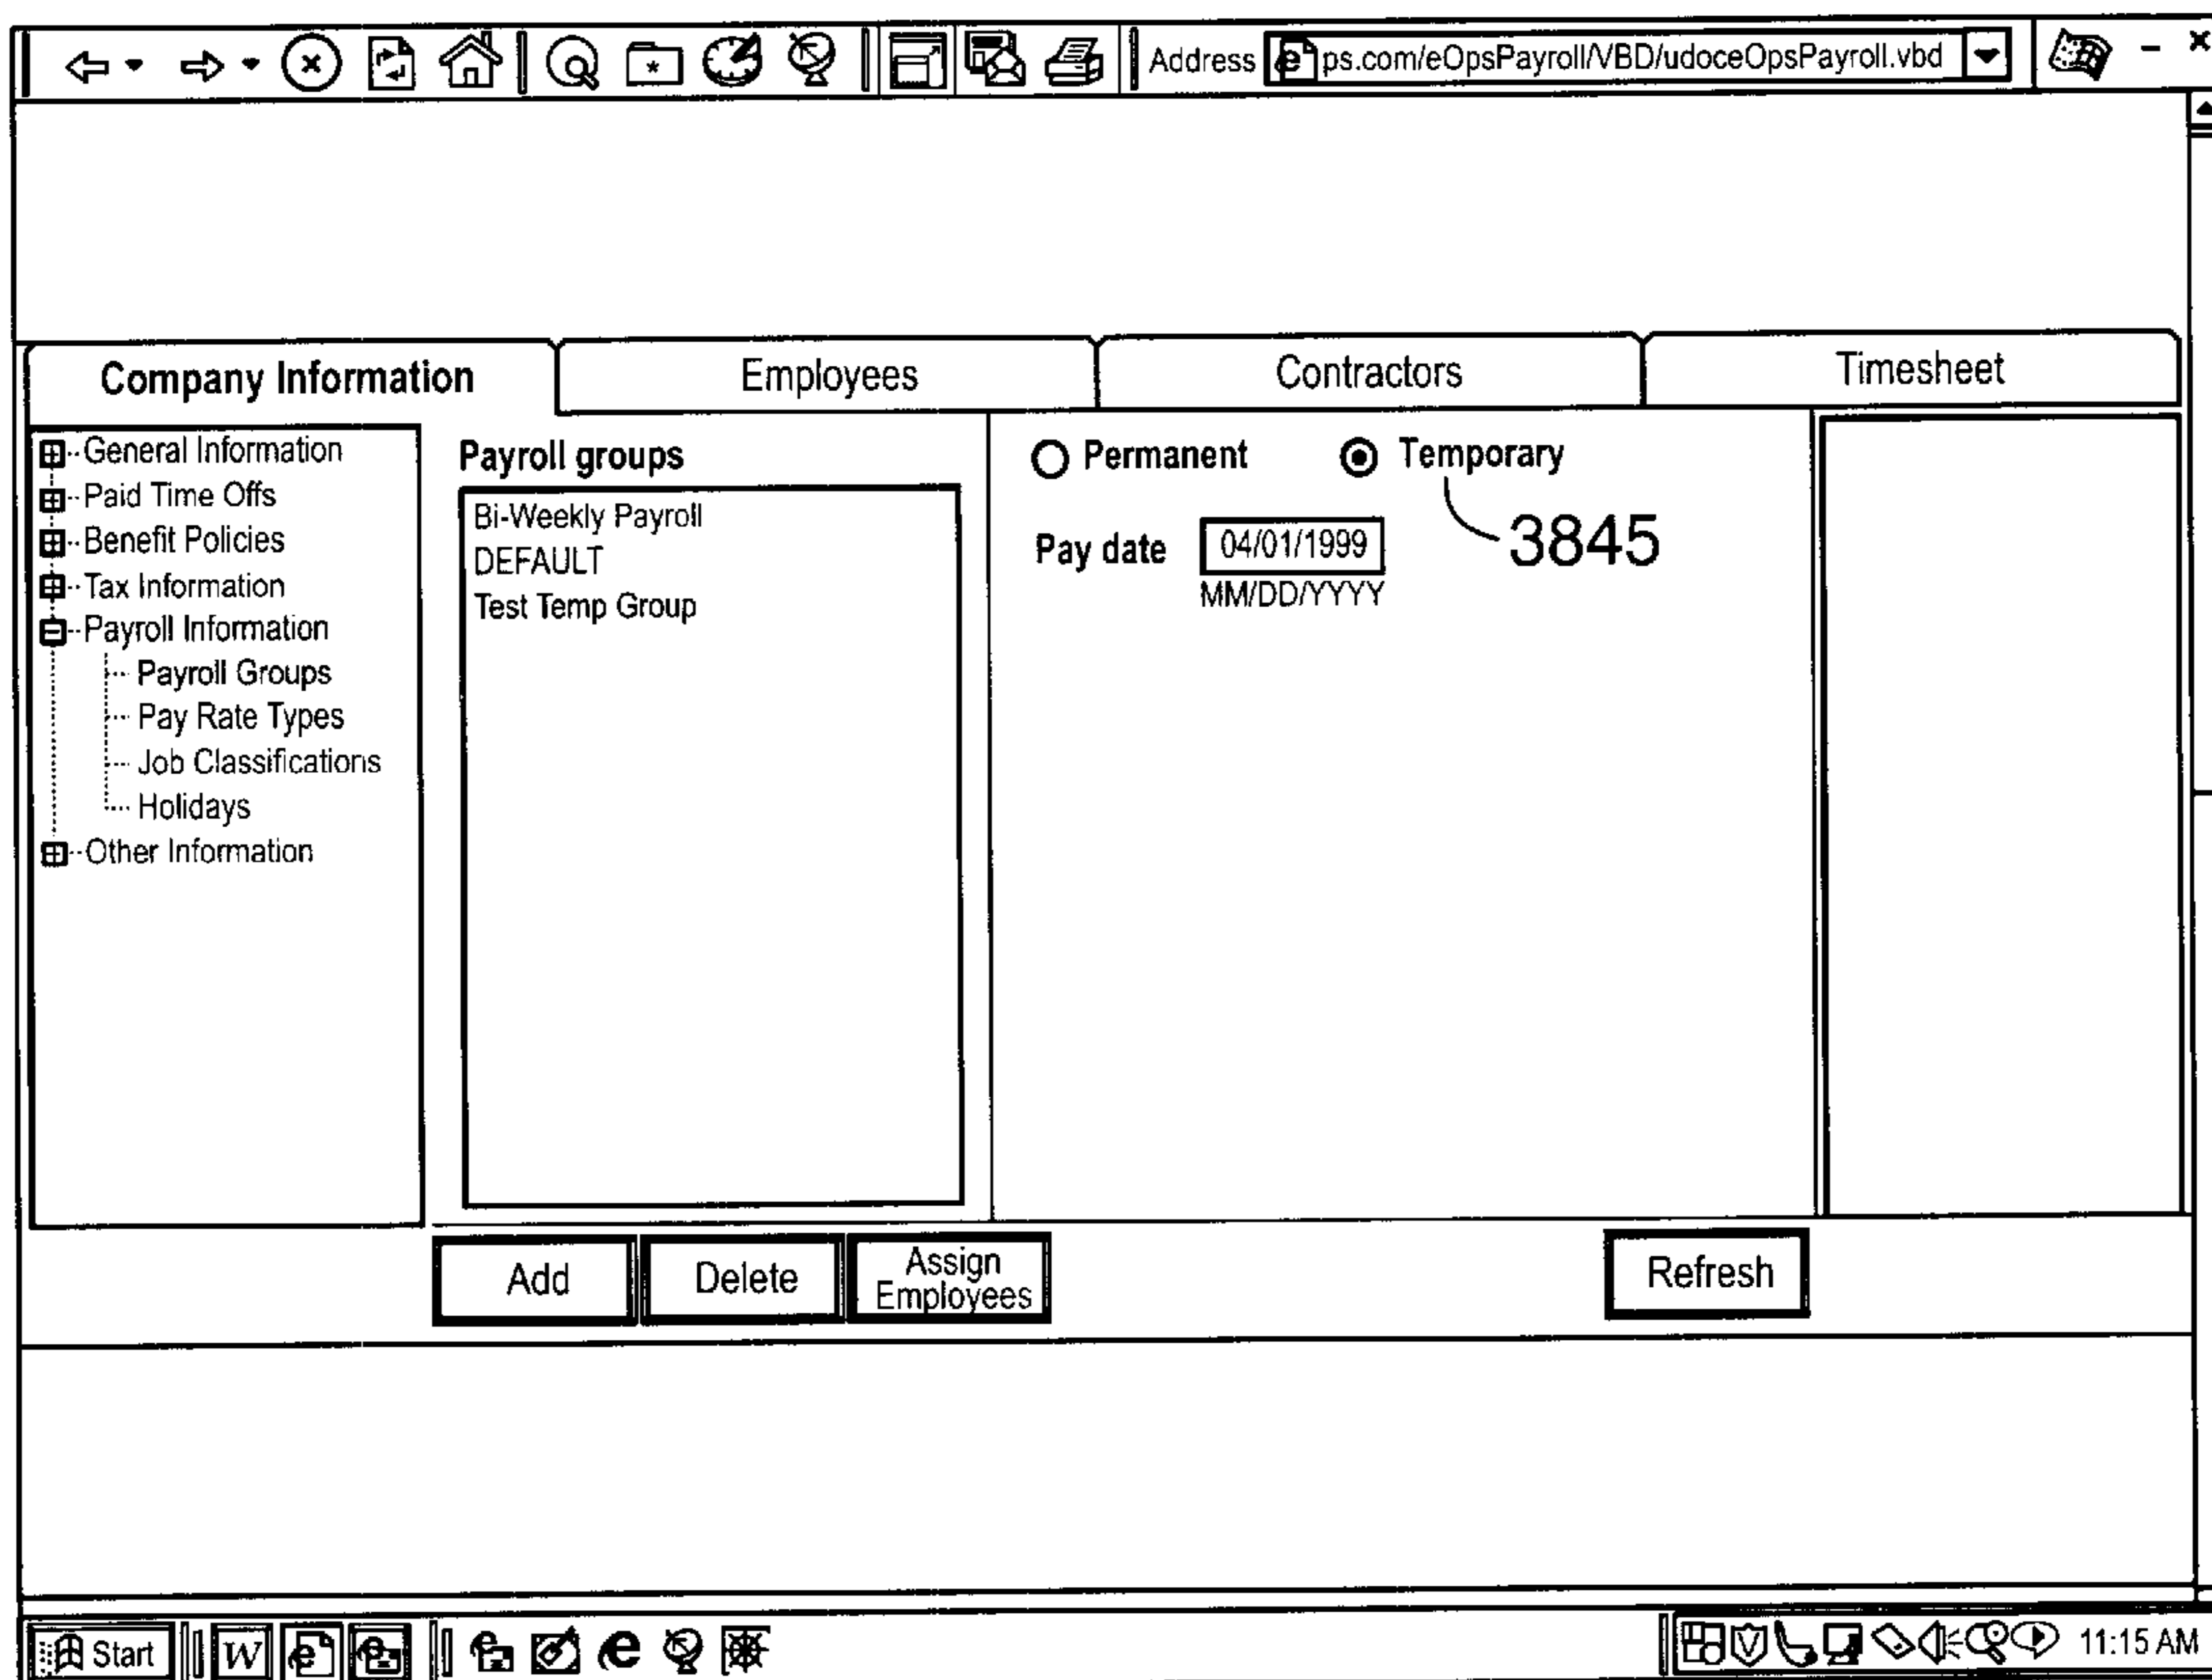 Address ps.com/eOpsPayroll/VBD/udoceOpsPayroll.vbd
Company Information
Employees
Contractors
Timesheet
General Information
Paid Time Offs
Benefit Policies
Tax Information
Payroll Information
Payroll Groups
Pay Rate Types
Job Classifications
Holidays
Other Information
Payroll groups
Bi-Weekly Payroll
DEFAULT
Test Temp Group
Permanent
Temporary
3845
Pay date 04/01/1999
MM/DD/YYYY
Add
Delete
Assign
Employees
Refresh
Start
W
11:15 AM